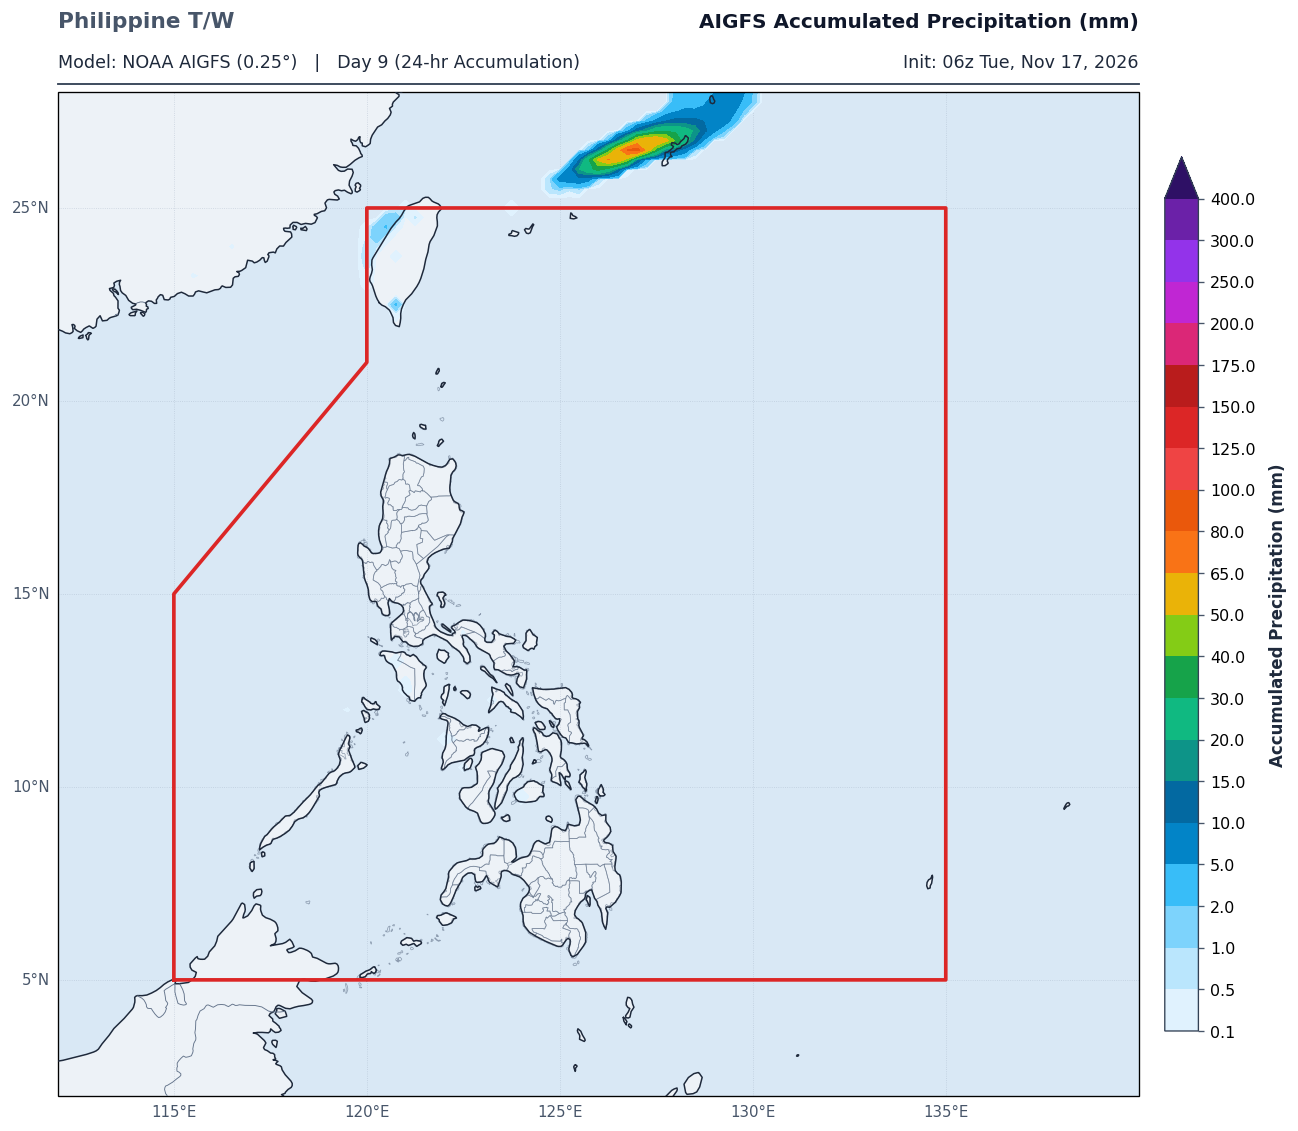 Philippine T/W
AIGFS Accumulated Precipitation (mm)
Model: NOAA AIGFS (0.25°) | Day 9 (24-hr Accumulation)
Init: 06z Tue, Nov 17, 2026
25°N
20°N
15°N
10°N
5°N
115°E
120°E
125°E
130°E
135°E
400.0
300.0
250.0
200.0
175.0
150.0
125.0
100.0
80.0
65.0
50.0
40.0
30.0
20.0
15.0
10.0
5.0
2.0
1.0
0.5
0.1
Accumulated Precipitation (mm)